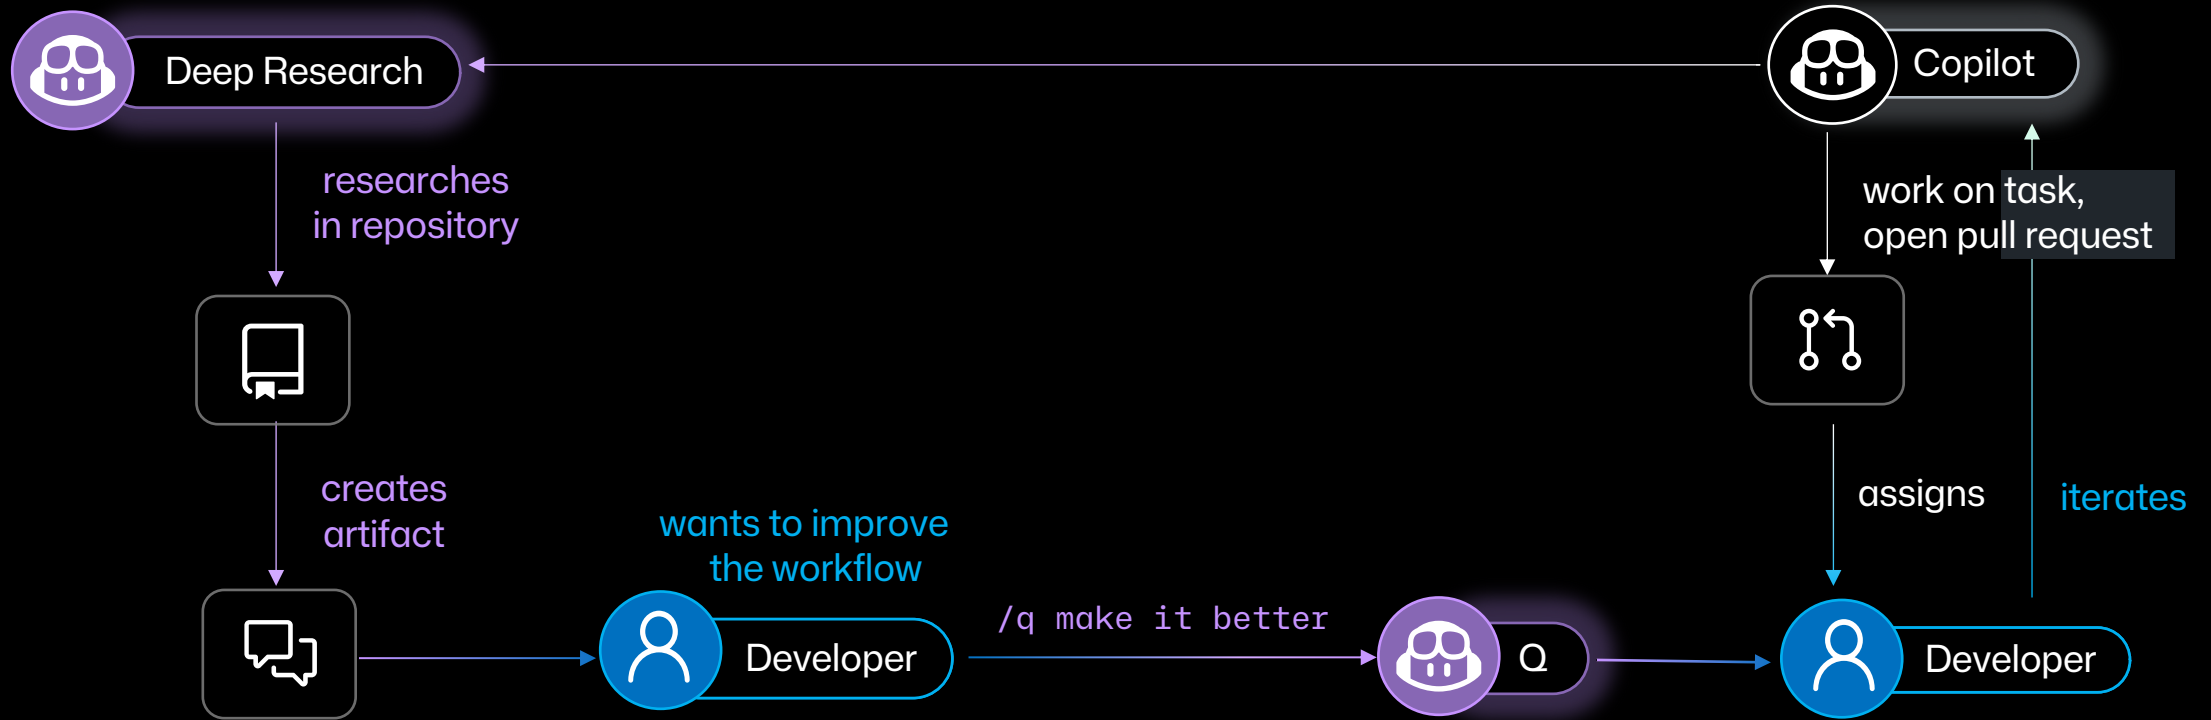 Deep Research
Copilot
researches
in repository
work on task,
open pull request
creates
artifact
wants to improve
the workflow
assigns
iterates
/q make it better
Developer
Q
Developer